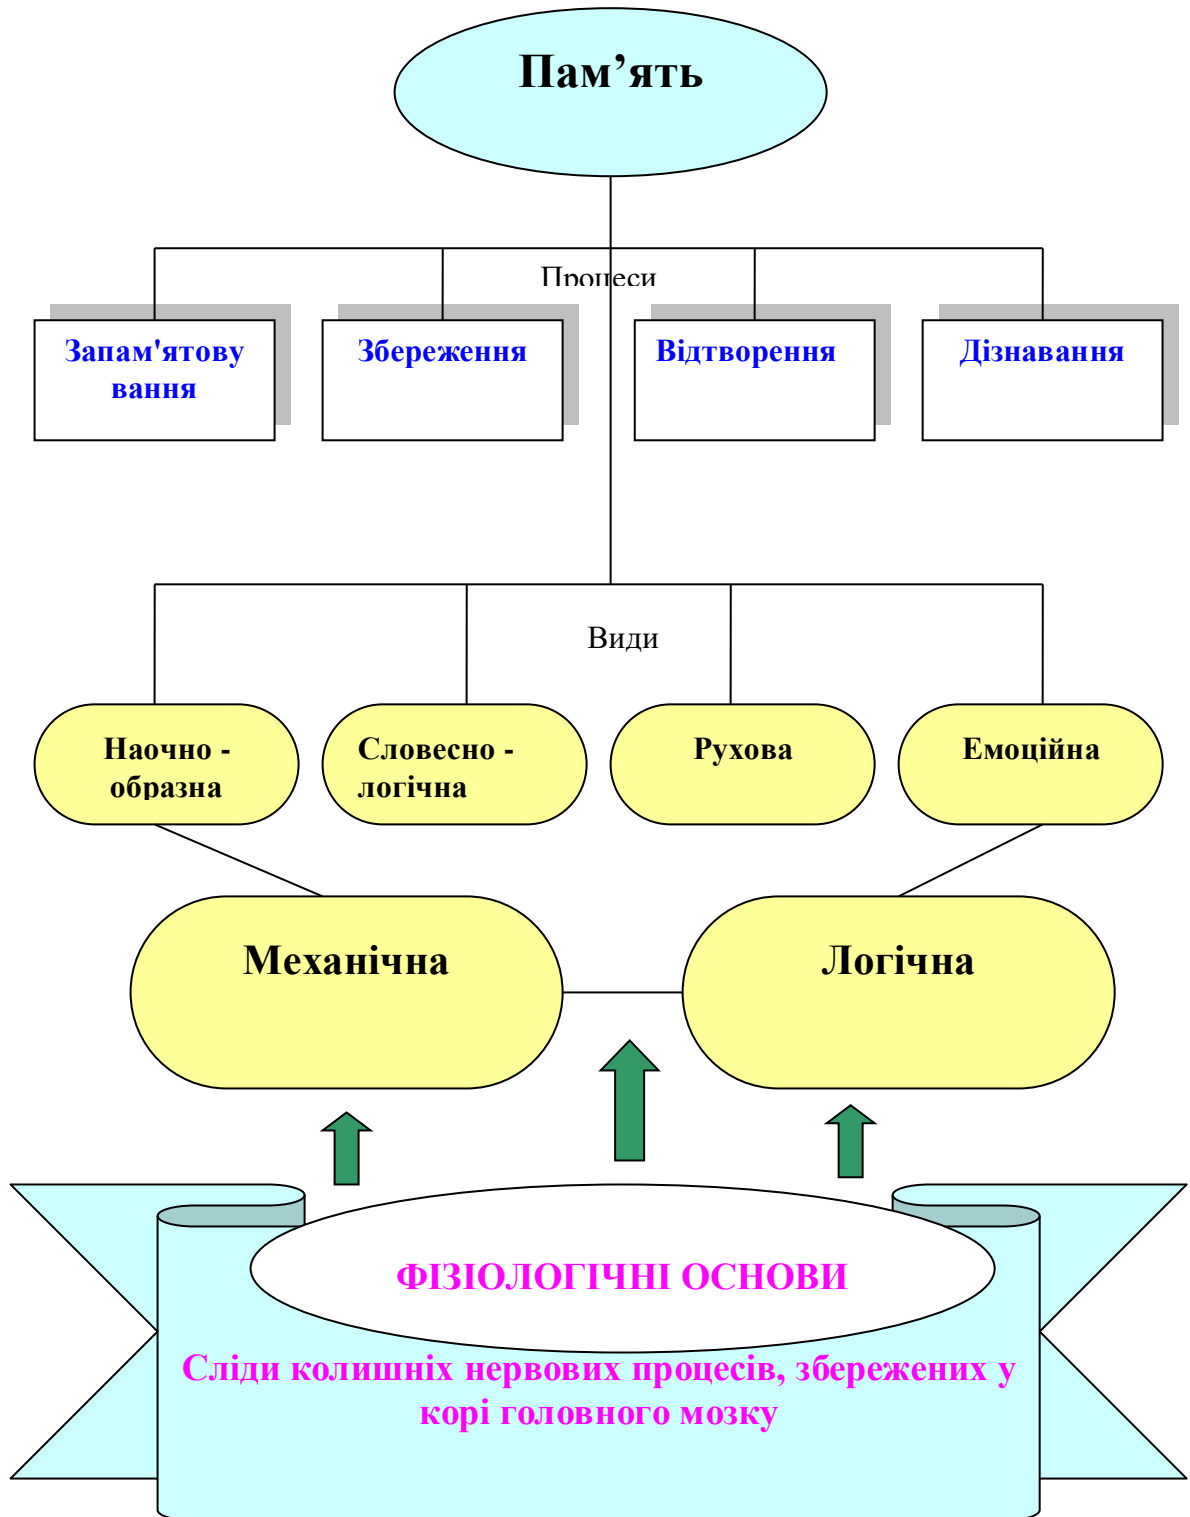 Пам’ять
Процеси
Запам'ятову
вання
Збереження
Відтворення
Дізнавання
Види
Наочно -
образна
Словесно -
логічна
Рухова
Емоційна
Механічна
Логічна
ФІЗІОЛОГІЧНІ ОСНОВИ
Сліди колишніх нервових процесів, збережених у
корі головного мозку